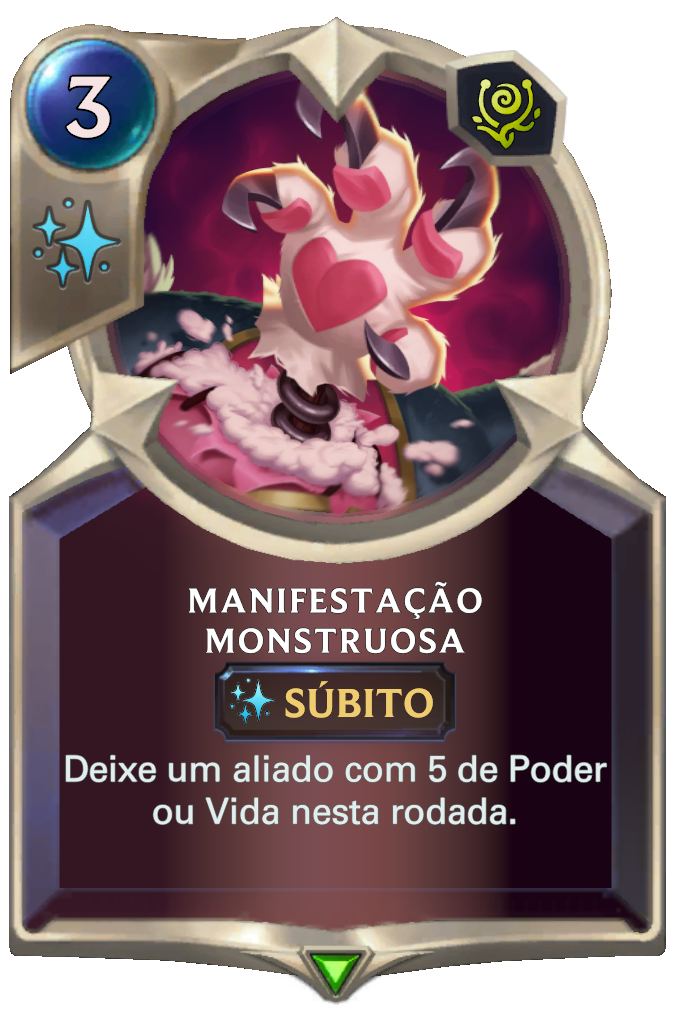 3
MANIFESTAÇÃO
MONSTRUOSA
SÚBITO
Deixe um aliado com 5 de Poder
ou Vida nesta rodada.